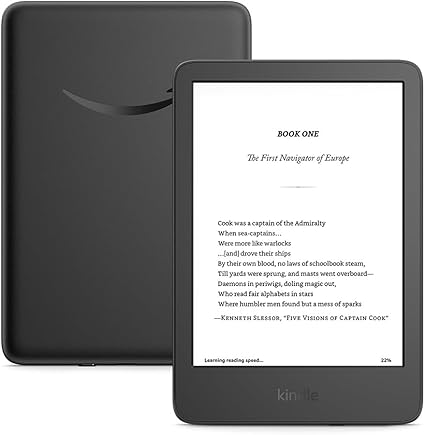 BOOK ONE
The First Navigator of Europe
Cook was a captain of the Admiralty
When sea-captains...
Were more like warlocks
...[and] drove their ships
By their own blood, no laws of schoolbook steam,
Till yards were sprung, and masts went overboard—
Daemons in periwigs, doling magic out,
Who read fair alphabets in stars
Where humbler men found but a mess of sparks
—Kenneth Slessor, "Five Visions of Captain Cook"
Learning reading speed... 22%
kindle